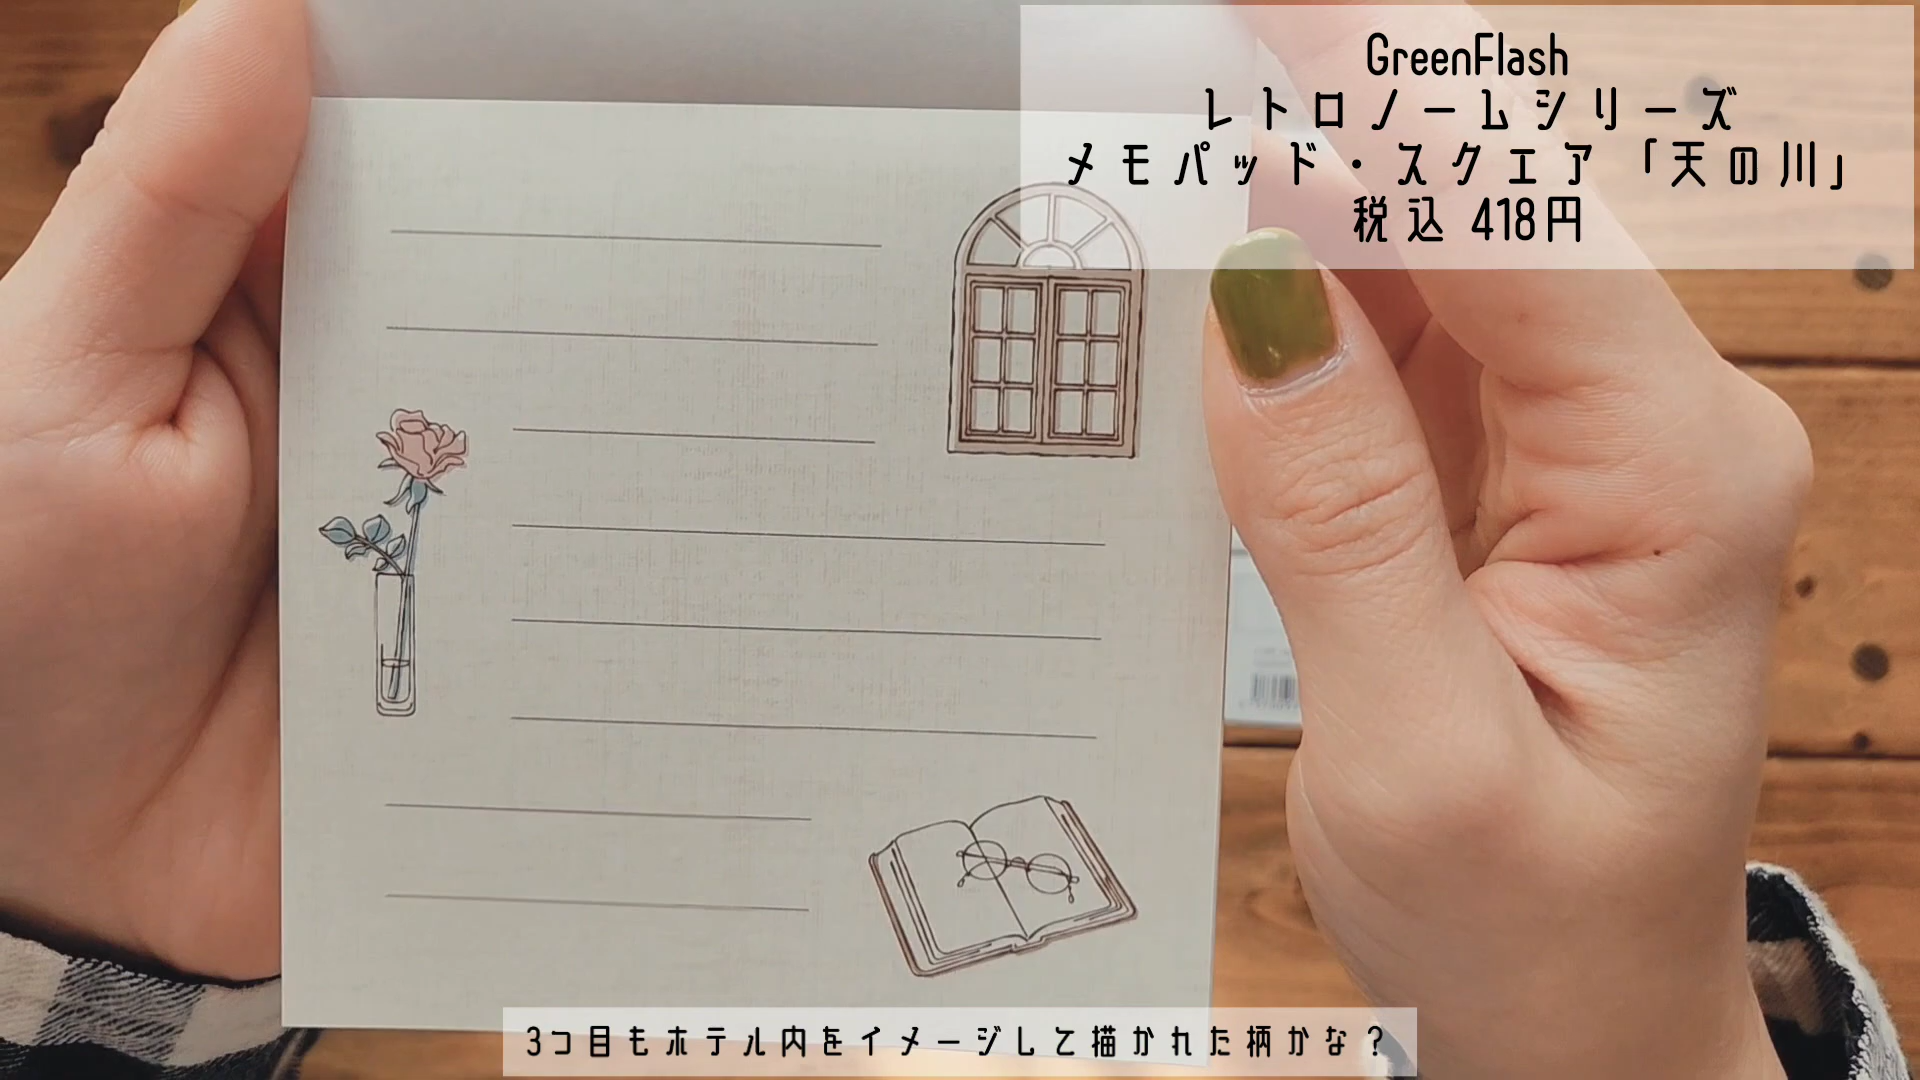 GreenFlash
レトロノームシリーズ
メモパッド・スクエア「天の川」
税込 418円
3つ目もホテル内をイメージして描かれた柄かな？